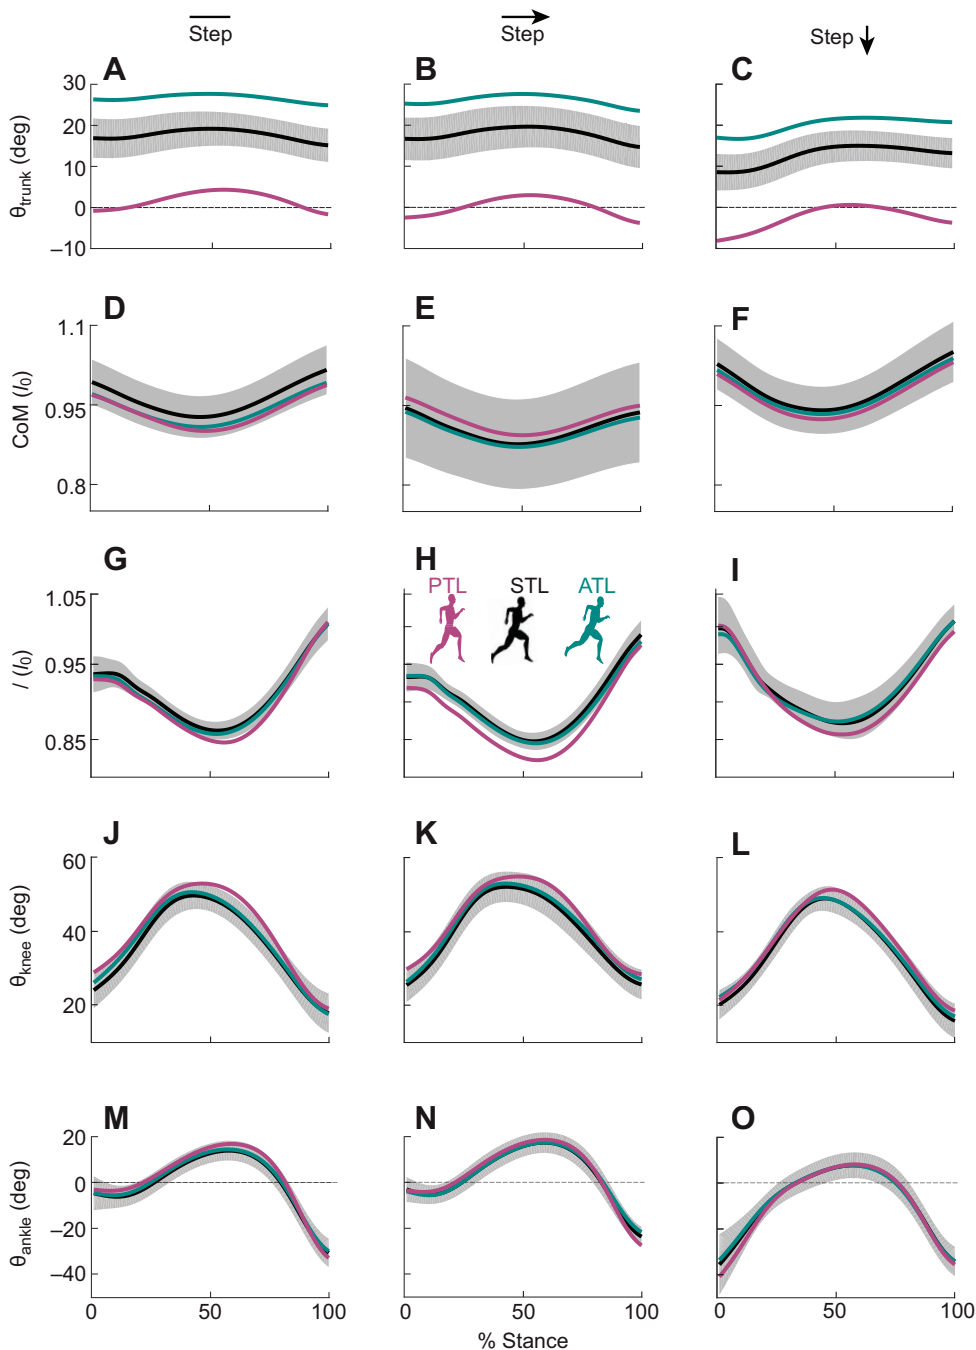 Step
Step
Step
A
B
C
30
20
10
0
–10
θtrunk (deg)
D
E
F
1.1
0.95
0.8
CoM (l0)
G
H
I
PTL
STL
ATL
1.05
0.95
0.85
l (l0)
J
K
L
60
40
20
θknee (deg)
M
N
O
20
0
–20
–40
θankle (deg)
0 50 100 0 50 100 0 50 100
% Stance